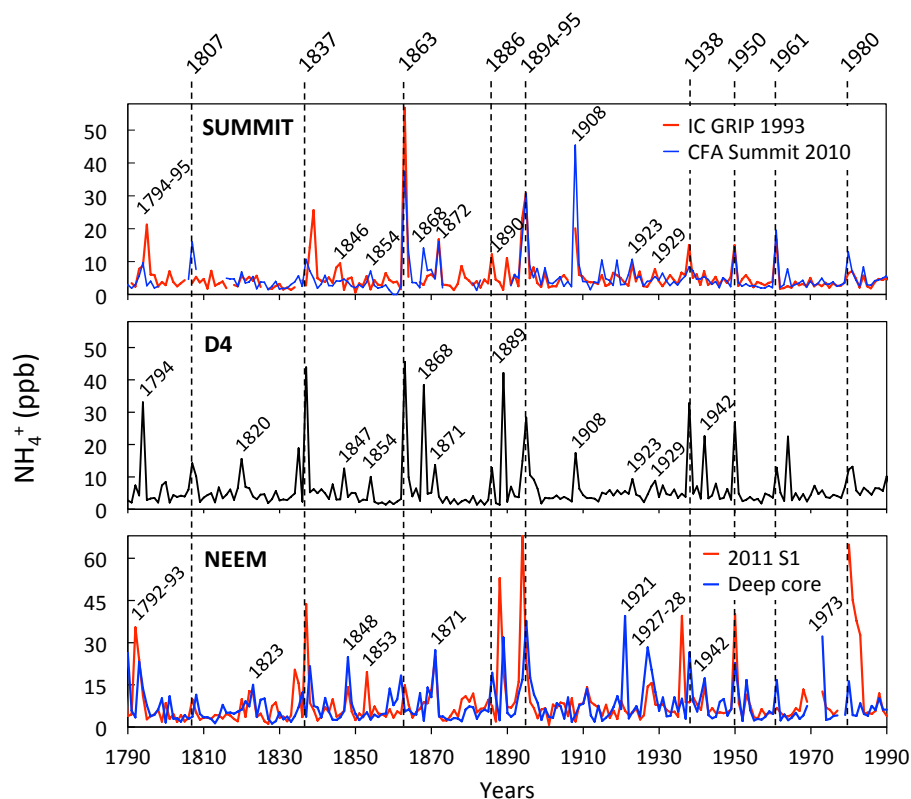 1807 1837 1863 1886 1894-95 1938 1950 1961 1980
SUMMIT
IC GRIP 1993
CFA Summit 2010
50
40
30
20
10
0
1794-95 1846 1854 1868 1872 1890 1908 1923 1929
D4
50
40
30
20
10
0
1794 1820 1847 1854 1868 1871 1889 1908 1923 1929 1942
NH₄⁺ (ppb)
NEEM
2011 S1
Deep core
60
45
30
15
0
1792-93 1823 1848 1853 1871 1921 1927-28 1942 1973
1790 1810 1830 1850 1870 1890 1910 1930 1950 1970 1990
Years